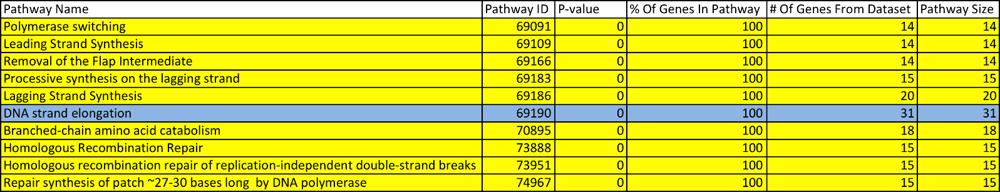 Pathway Name Pathway ID P-value % Of Genes In Pathway # Of Genes From Dataset Pathway Size
Polymerase switching 69091 0 100 14 14
Leading Strand Synthesis 69109 0 100 14 14
Removal of the Flap Intermediate 69166 0 100 14 14
Processive synthesis on the lagging strand 69183 0 100 15 15
Lagging Strand Synthesis 69186 0 100 20 20
DNA strand elongation 69190 0 100 31 31
Branched-chain amino acid catabolism 70895 0 100 18 18
Homologous Recombination Repair 73888 0 100 15 15
Homologous recombination repair of replication-independent double-strand breaks 73951 0 100 15 15
Repair synthesis of patch ~27-30 bases long  by DNA polymerase 74967 0 100 15 15